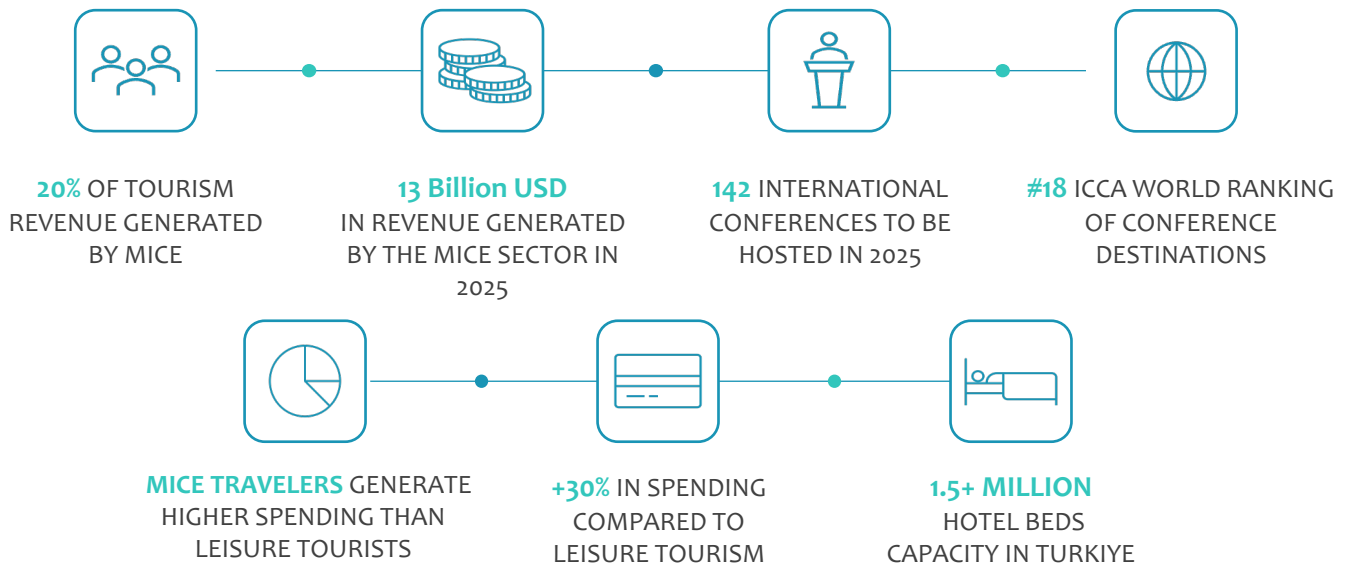 20% OF TOURISM
REVENUE GENERATED
BY MICE
13 Billion USD
IN REVENUE GENERATED
BY THE MICE SECTOR IN
2025
142 INTERNATIONAL
CONFERENCES TO BE
HOSTED IN 2025
#18 ICCA WORLD RANKING
OF CONFERENCE
DESTINATIONS
MICE TRAVELERS GENERATE
HIGHER SPENDING THAN
LEISURE TOURISTS
+30% IN SPENDING
COMPARED TO
LEISURE TOURISM
1.5+ MILLION
HOTEL BEDS
CAPACITY IN TURKIYE